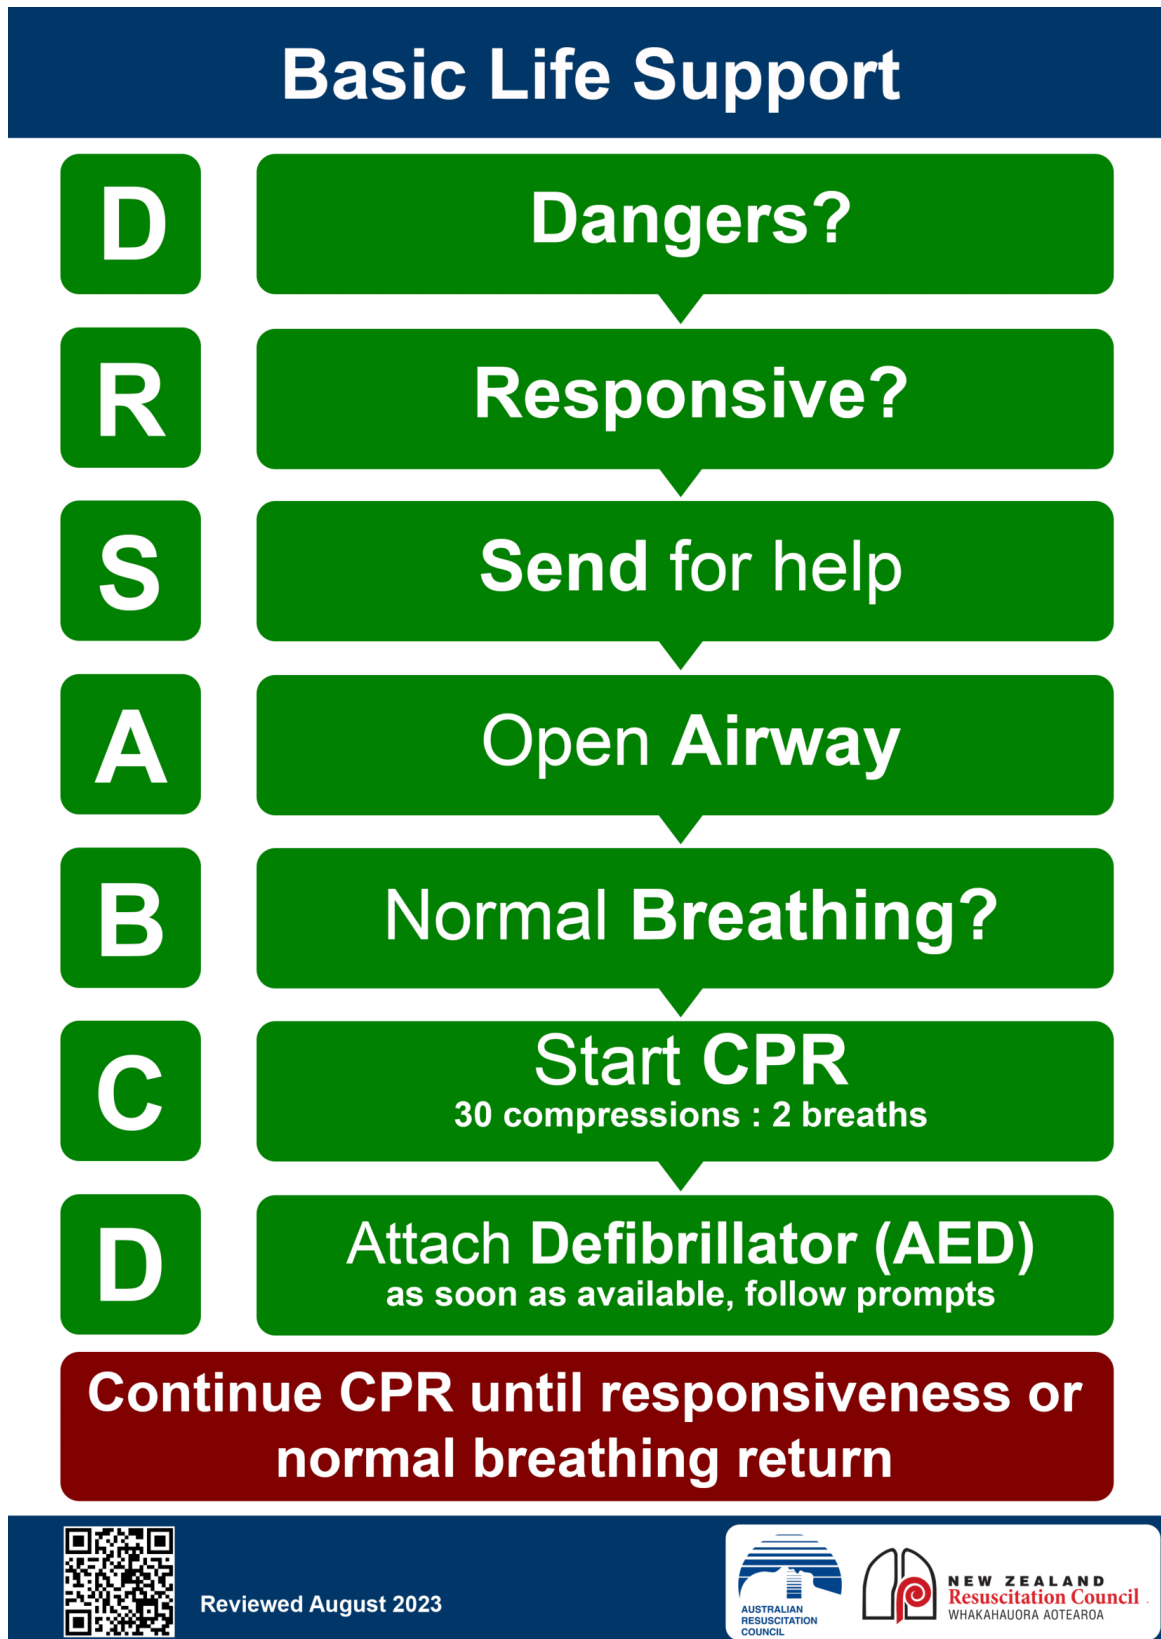 Basic Life Support
D
Dangers?
R
Responsive?
S
Send for help
A
Open Airway
B
Normal Breathing?
C
Start CPR
30 compressions : 2 breaths
D
Attach Defibrillator (AED)
as soon as available, follow prompts
Continue CPR until responsiveness or
normal breathing return
Reviewed August 2023
AUSTRALIAN
RESUSCITATION
COUNCIL
NEW ZEALAND
Resuscitation Council
WHAKAHAUORA AOTEAROA